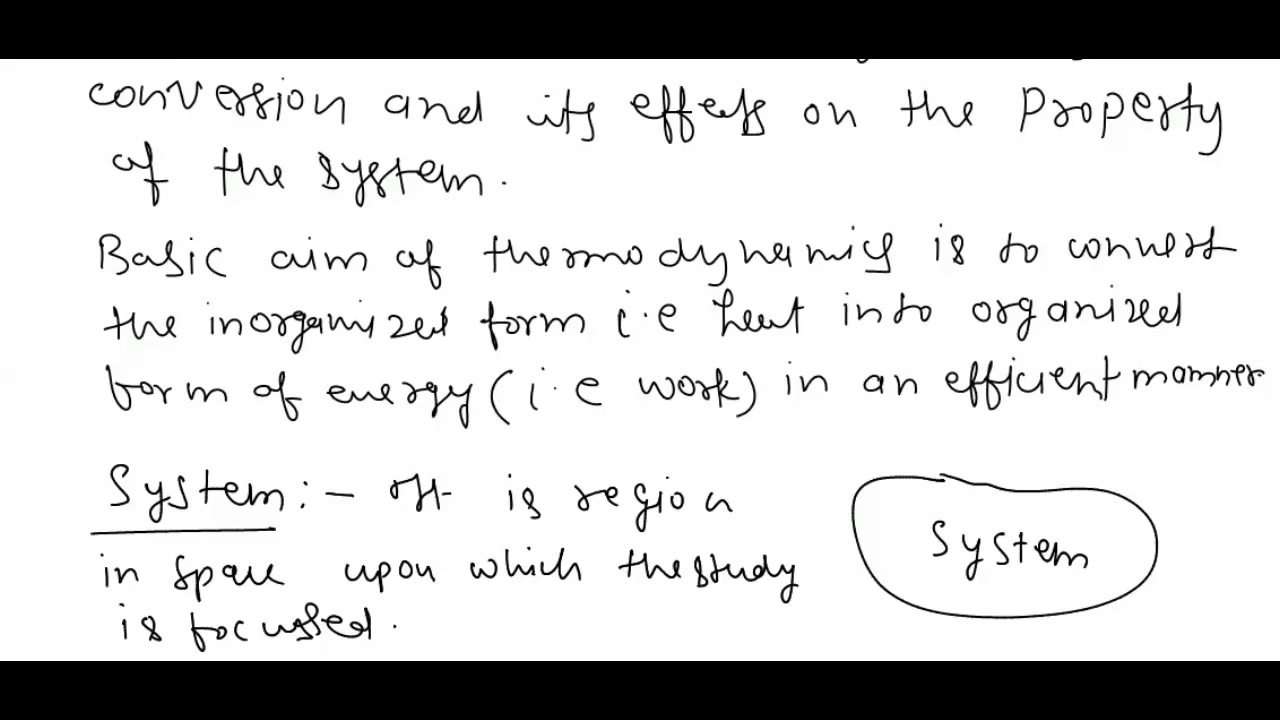 conversion and its effects on the Property
of the system.
Basic aim of thermodynamics is to convert
the inorganized form i.e heat into organized
form of energy (i.e work) in an efficient manner
System :- It is region
in space upon which the study
is focussed.
System